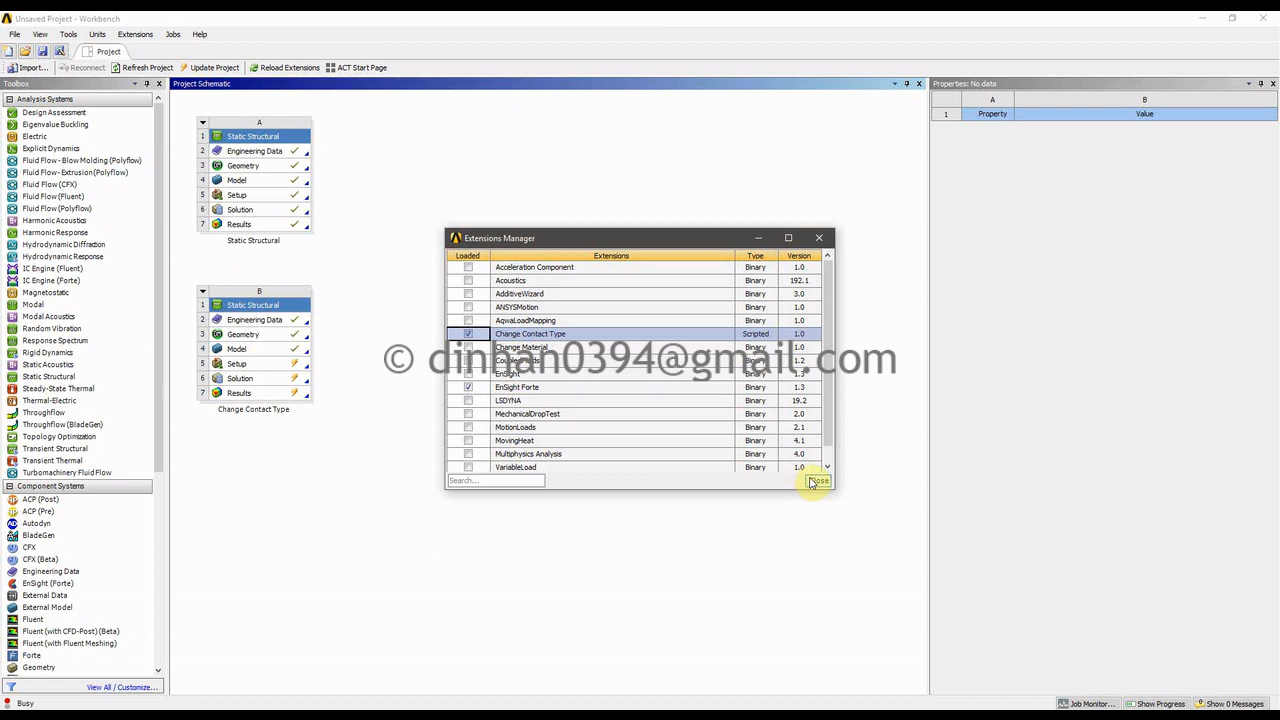 Unsaved Project - Workbench
File View Tools Units Extensions Jobs Help
Project
Import... Reconnect Refresh Project Update Project Reload Extensions ACT Start Page
Toolbox
Analysis Systems
Design Assessment
Eigenvalue Buckling
Electric
Explicit Dynamics
Fluid Flow - Blow Molding (Polyflow)
Fluid Flow- Extrusion (Polyflow)
Fluid Flow (CFX)
Fluid Flow (Fluent)
Fluid Flow (Polyflow)
Harmonic Acoustics
Harmonic Response
Hydrodynamic Diffraction
Hydrodynamic Response
IC Engine (Fluent)
IC Engine (Forte)
Magnetostatic
Modal
Modal Acoustics
Random Vibration
Response Spectrum
Rigid Dynamics
Static Acoustics
Static Structural
Steady-State Thermal
Thermal-Electric
Throughflow
Throughflow (BladeGen)
Topology Optimization
Transient Structural
Transient Thermal
Turbomachinery Fluid Flow
Component Systems
ACP (Post)
ACP (Pre)
Autodyn
BladeGen
CFX
CFX (Beta)
Engineering Data
EnSight (Forte)
External Data
External Model
Fluent
Fluent (with CFD-Post) (Beta)
Fluent (with Fluent Meshing)
Forte
Geometry
View All / Customize...
Project Schematic
A
1 Static Structural
2 Engineering Data
3 Geometry
4 Model
5 Setup
6 Solution
7 Results
Static Structural
B
1 Static Structural
2 Engineering Data
3 Geometry
4 Model
5 Setup
6 Solution
7 Results
Change Contact Type
Extensions Manager
Loaded Extensions Type Version
Acceleration Component Binary 1.0
Acoustics Binary 192.1
AdditiveWizard Binary 3.0
ANSYSMotion Binary 1.0
AqwaLoadMapping Binary 1.0
Change Contact Type Scripted 1.0
Change Material Binary 1.0
Binary 1.2
EnSight Binary 1.3
EnSight Forte Binary 1.3
LSDYNA Binary 19.2
MechanicalDropTest Binary 2.0
MotionLoads Binary 2.1
MovingHeat Binary 4.1
Multiphysics Analysis Binary 4.0
VariableLoad Binary 1.0
Search... Close
© dinhan0394@gmail.com
Properties: No data
A B
1 Property Value
Busy
Job Monitor... Show Progress Show 0 Messages